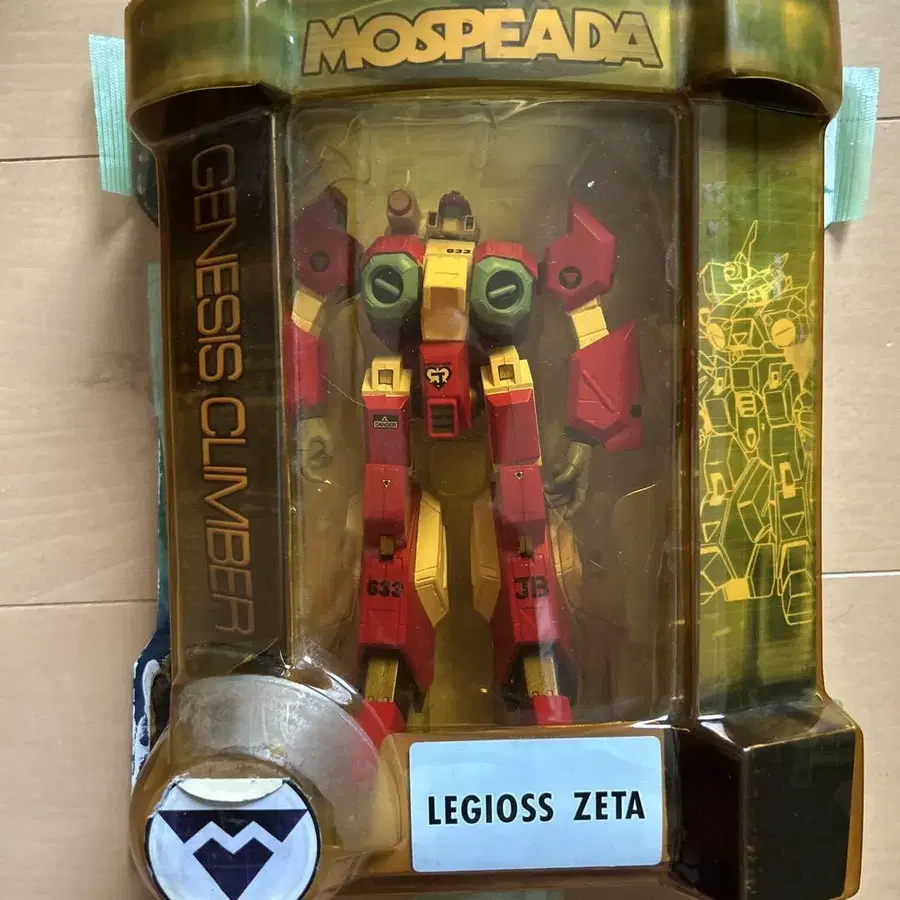 MOSPEADA
GENESIS CLIMBER
633
DANGER
633
JB
LEGIOSS ZETA